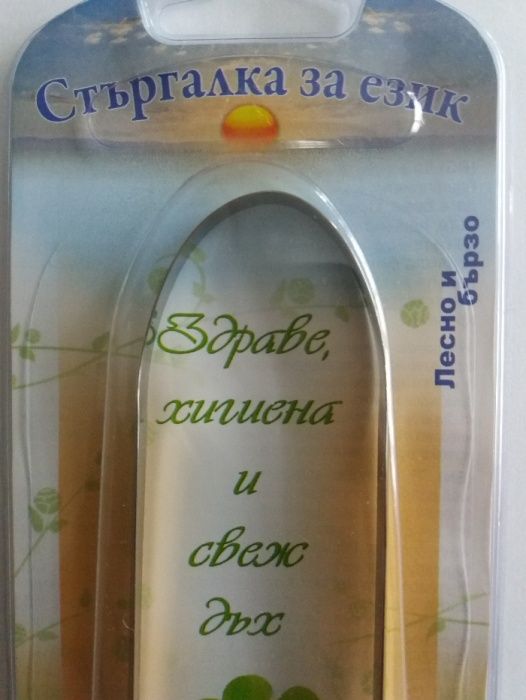 Стъргалка за език
Лесно и
бързо
Здраве,
хигиена
и
свеж
дъх